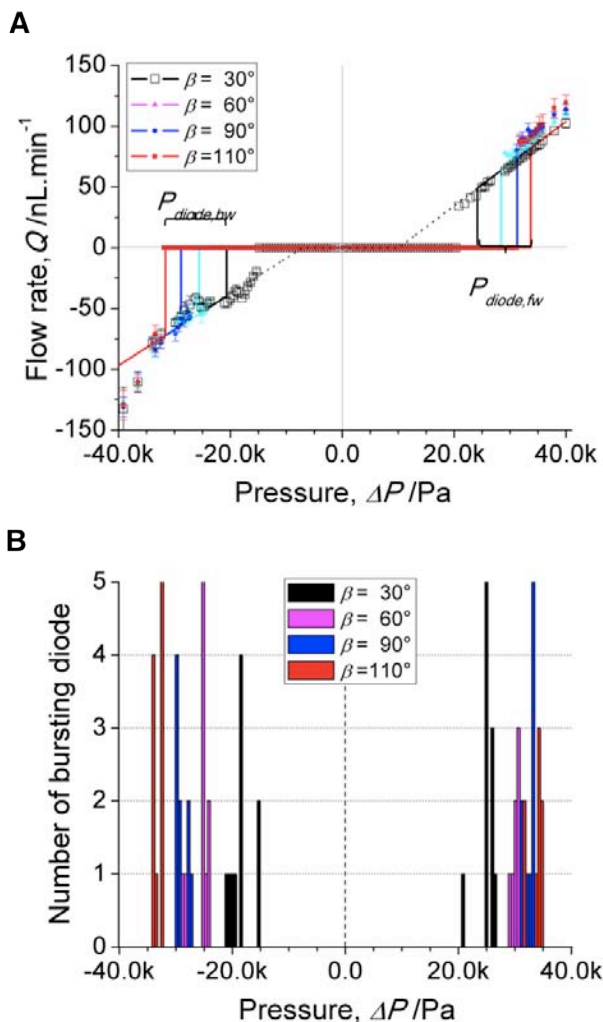 A
150
100
50
0
-50
-100
-150
Flow rate, Q /nL.min⁻¹
β = 30°
β = 60°
β = 90°
β =110°
P diode,bw
P diode,fw
-40.0k -20.0k 0.0 20.0k 40.0k
Pressure, ΔP /Pa
B
5
4
3
2
1
0
Number of bursting diode
β = 30°
β = 60°
β = 90°
β =110°
-40.0k -20.0k 0.0 20.0k 40.0k
Pressure, ΔP /Pa